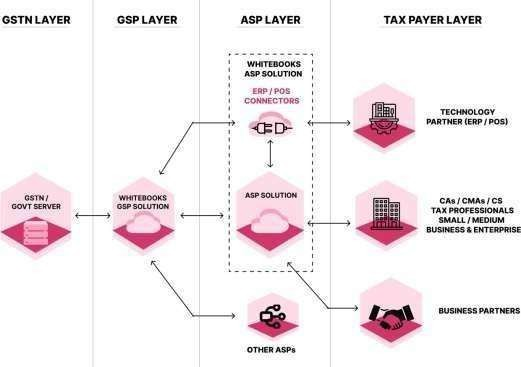 GSTN LAYER
GSP LAYER
ASP LAYER
TAX PAYER LAYER
WHITEBOOKS
ASP SOLUTION
ERP / POS
CONNECTORS
TECHNOLOGY
PARTNER (ERP / POS)
GSTN /
GOVT SERVER
WHITEBOOKS
GSP SOLUTION
ASP SOLUTION
CAs / CMAs / CS
TAX PROFESSIONALS
SMALL / MEDIUM
BUSINESS & ENTERPRISE
BUSINESS PARTNERS
OTHER ASPs